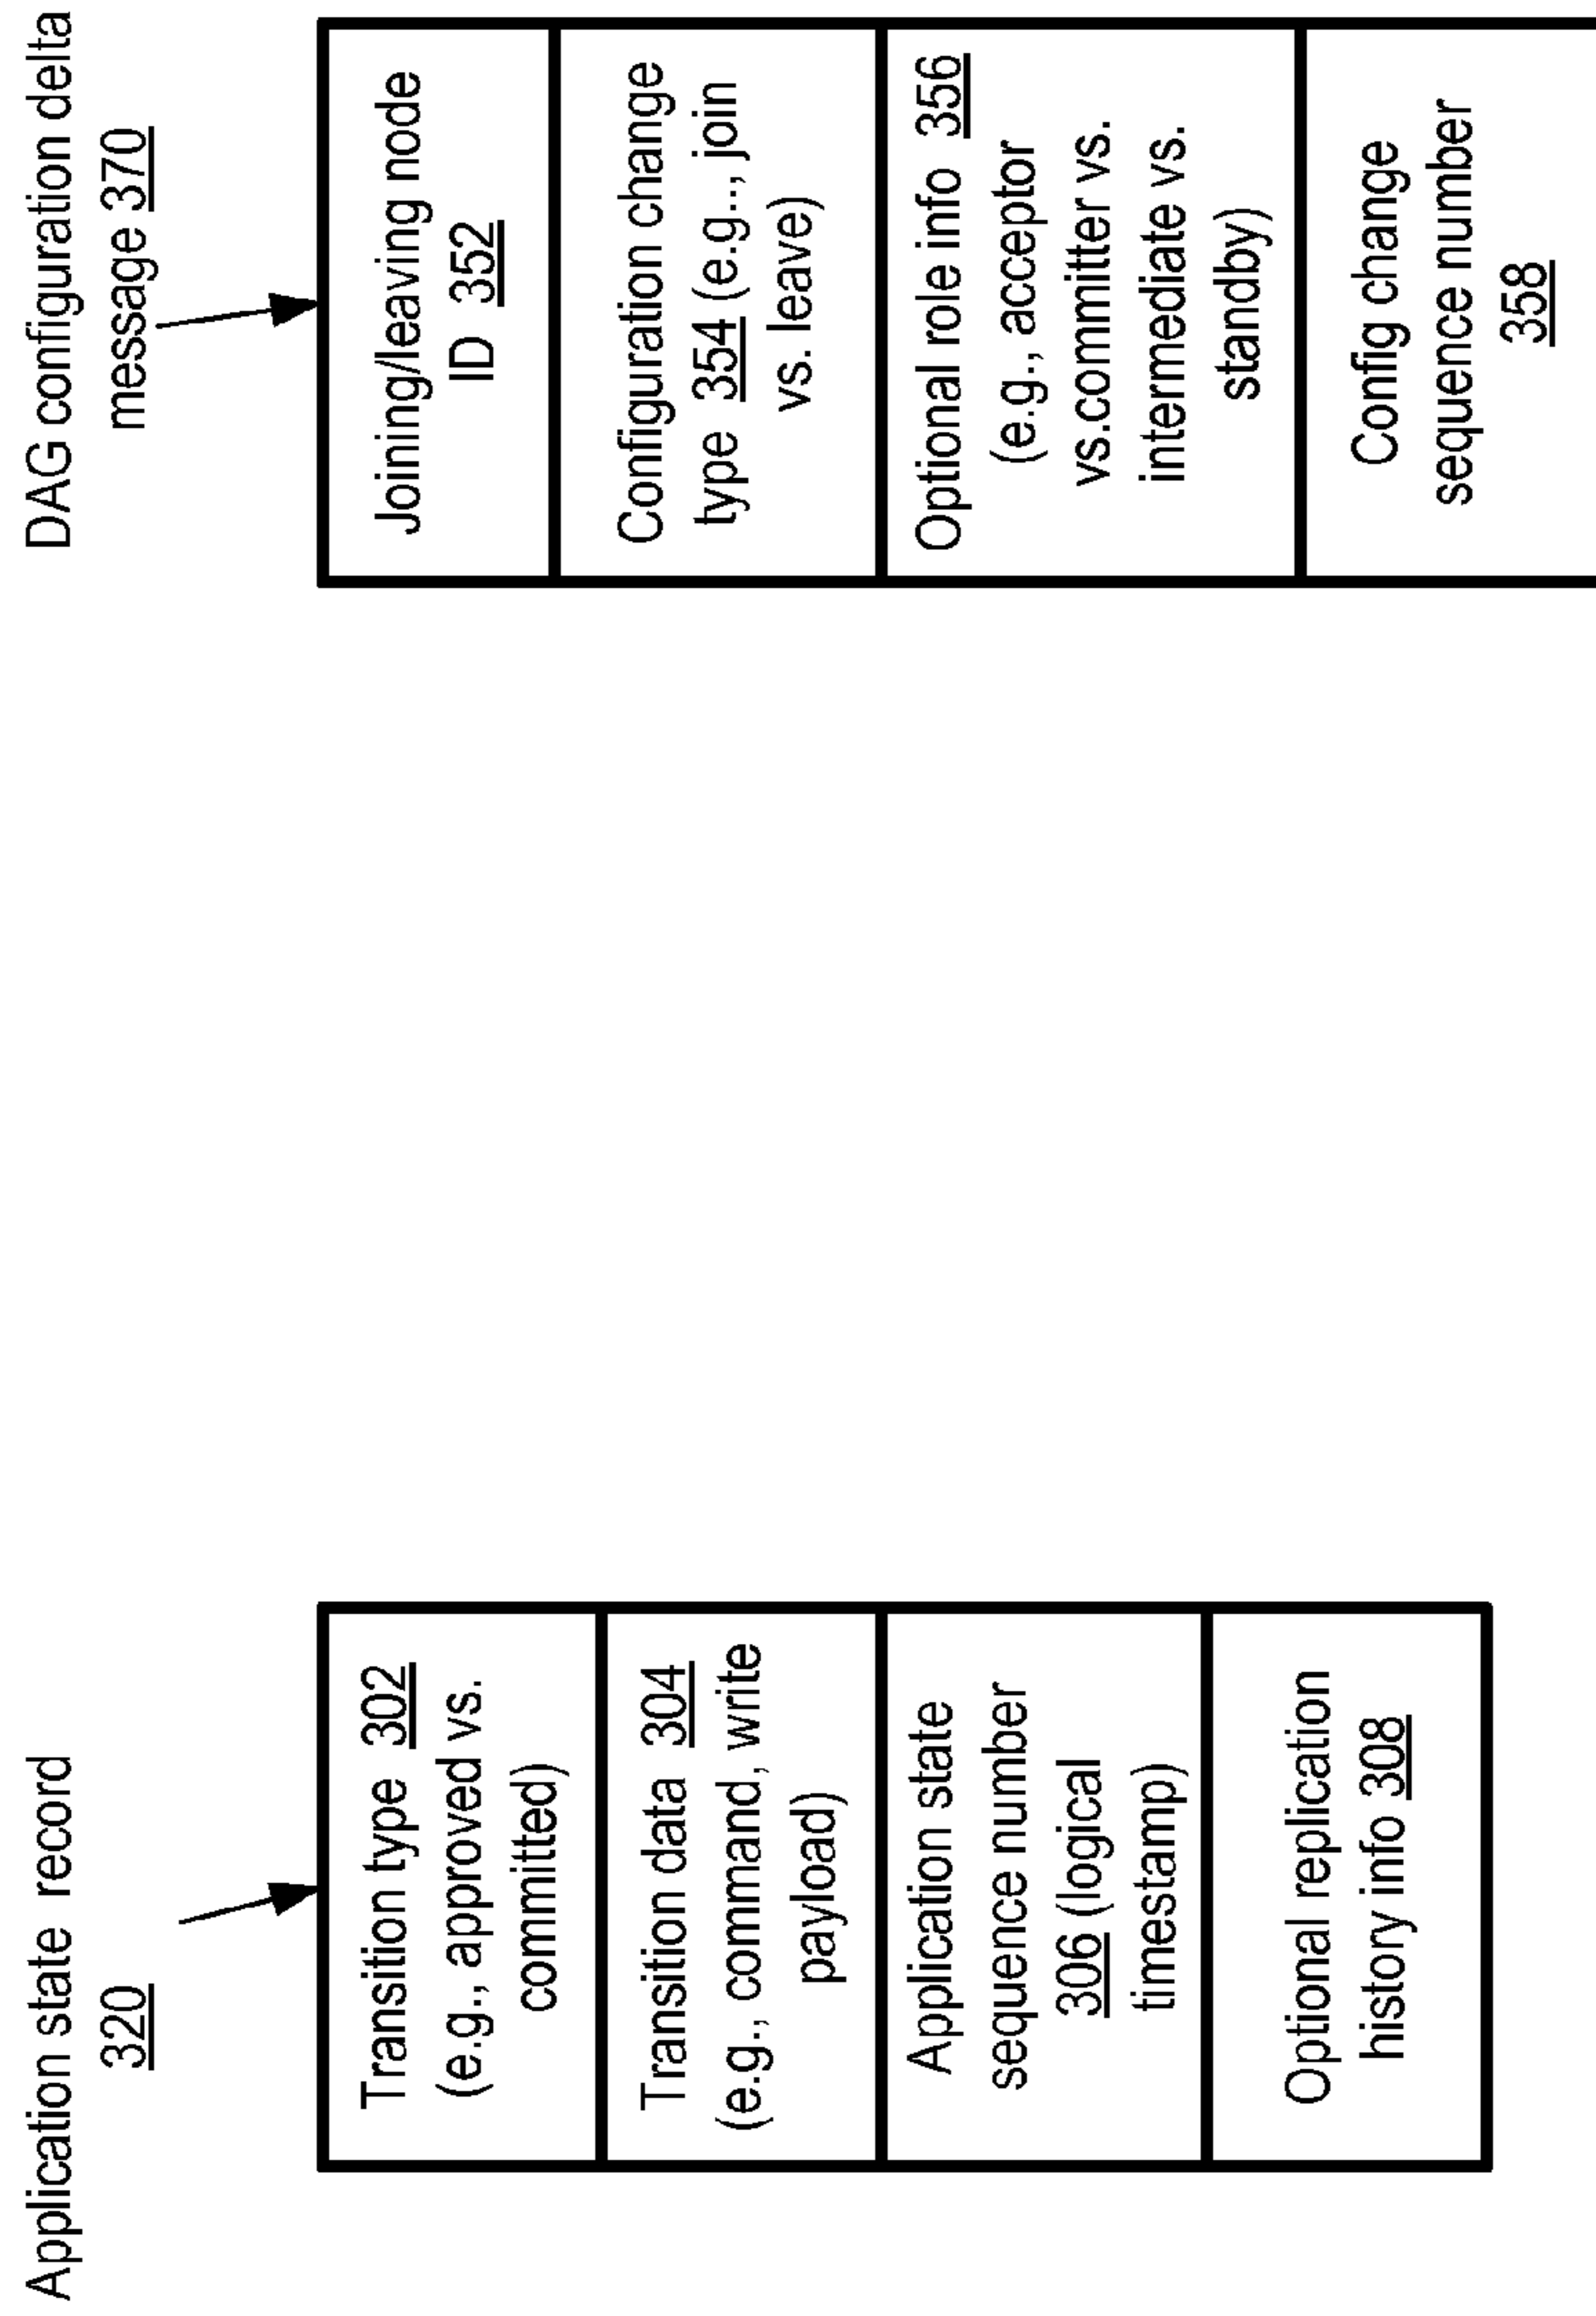 Application state record
320
Transition type 302
(e.g., approved vs.
committed)
Transition data 304
(e.g., command, write
payload)
Application state
sequence number
306 (logical
timestamp)
Optional replication
history info 308
DAG configuration delta
message 370
Joining/leaving node
ID 352
Configuration change
type 354 (e.g.., join
vs. leave)
Optional role info 356
(e.g., acceptor
vs.committer vs.
intermediate vs.
standby)
Config change
sequence number
358